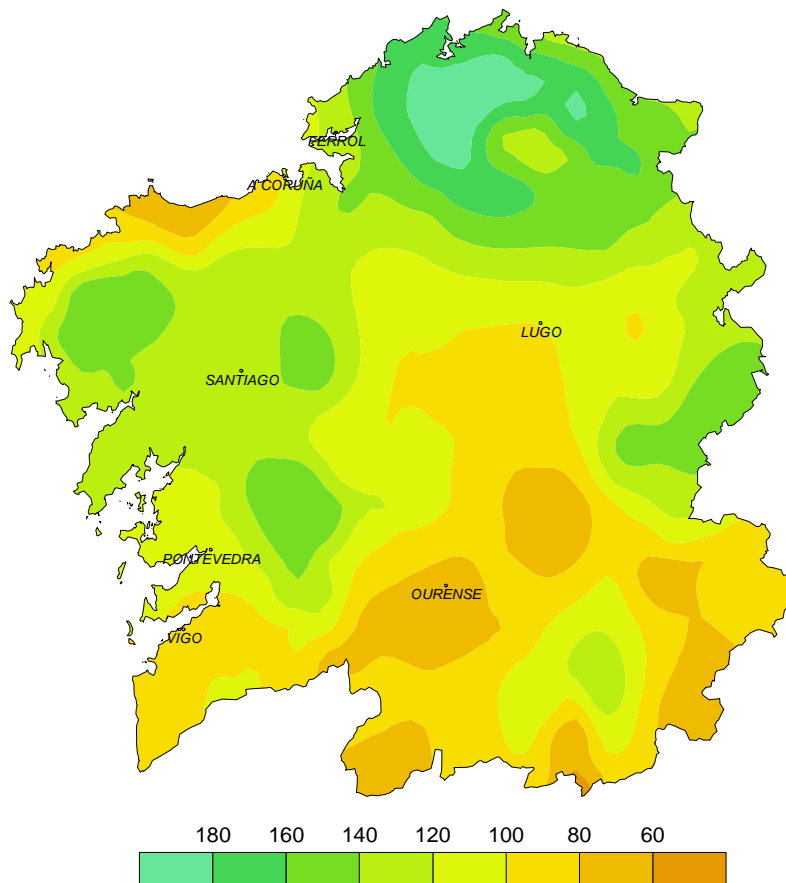 FERROL
A CORUÑA
LUGO
SANTIAGO
PONTEVEDRA
OURENSE
VIGO
180 160 140 120 100 80 60